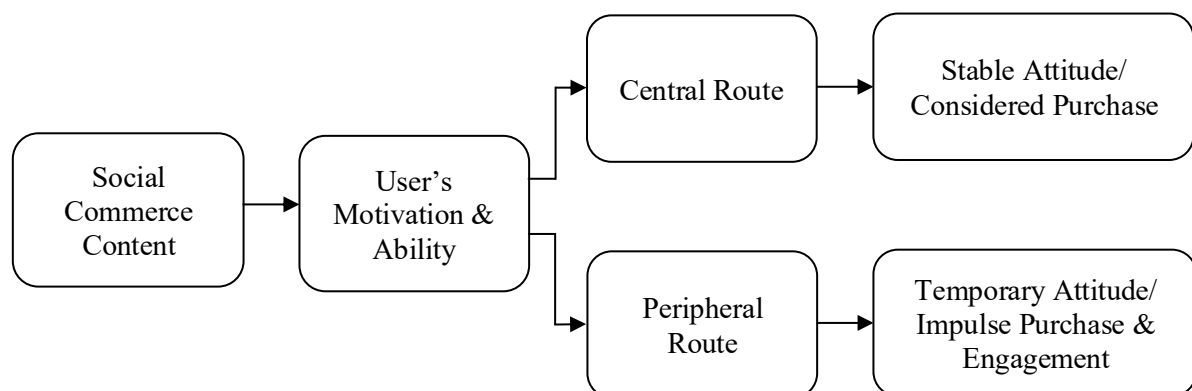 Social
Commerce
Content
User’s
Motivation &
Ability
Central Route
Stable Attitude/
Considered Purchase
Peripheral
Route
Temporary Attitude/
Impulse Purchase &
Engagement